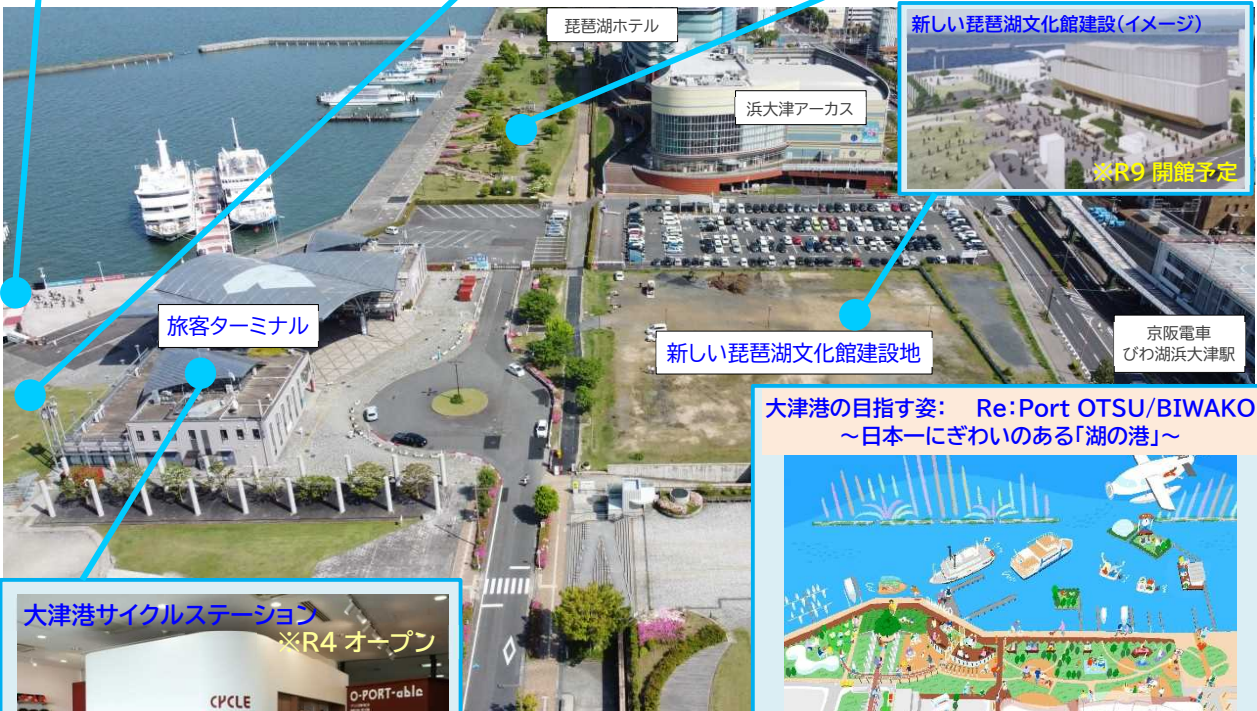 琵琶湖ホテル
新しい琵琶湖文化館建設(イメージ)
浜大津アーカス
※R9 開館予定
旅客ターミナル
新しい琵琶湖文化館建設地
京阪電車
びわ湖浜大津駅
大津港の目指す姿: Re:Port OTSU/BIWAKO
~日本一にぎわいのある「湖の港」~
大津港サイクルステーション
※R4 オープン
CYCLE
O-PORT-able